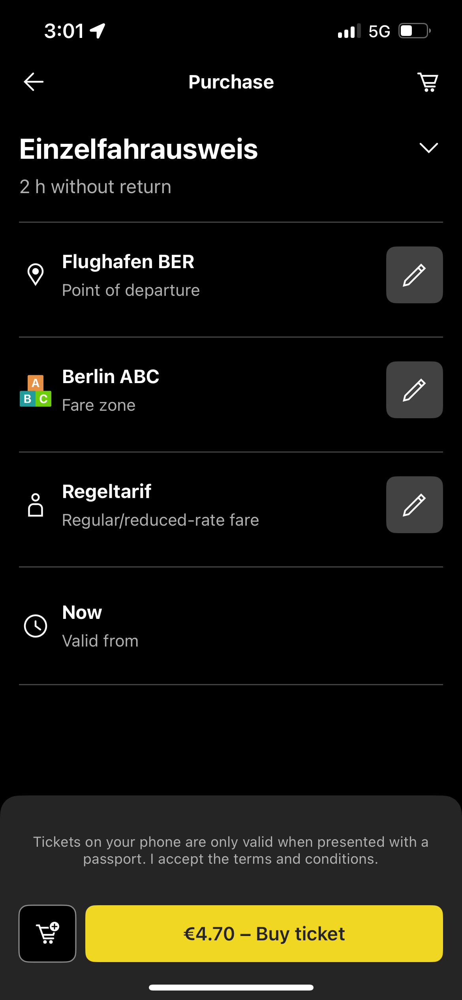 3:01
5G
Purchase
Einzelfahrausweis
2 h without return
Flughafen BER
Point of departure
A
B C
Berlin ABC
Fare zone
Regeltarif
Regular/reduced-rate fare
Now
Valid from
Tickets on your phone are only valid when presented with a
passport. I accept the terms and conditions.
€4.70 – Buy ticket